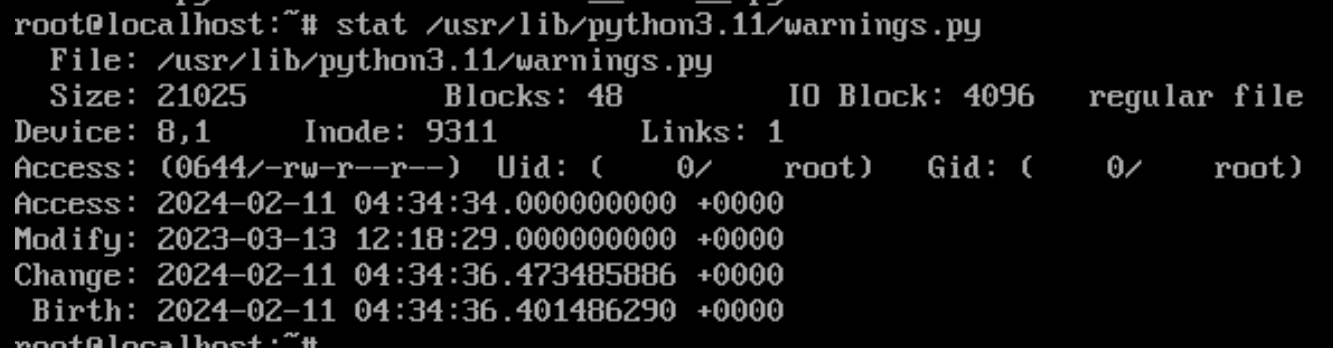 root@localhost:~# stat /usr/lib/python3.11/warnings.py
  File: /usr/lib/python3.11/warnings.py
  Size: 21025           Blocks: 48         IO Block: 4096   regular file
Device: 8,1     Inode: 9311        Links: 1
Access: (0644/-rw-r--r--)  Uid: (    0/    root)   Gid: (    0/    root)
Access: 2024-02-11 04:34:34.000000000 +0000
Modify: 2023-03-13 12:18:29.000000000 +0000
Change: 2024-02-11 04:34:36.473485886 +0000
 Birth: 2024-02-11 04:34:36.401486290 +0000
root@localhost:~#